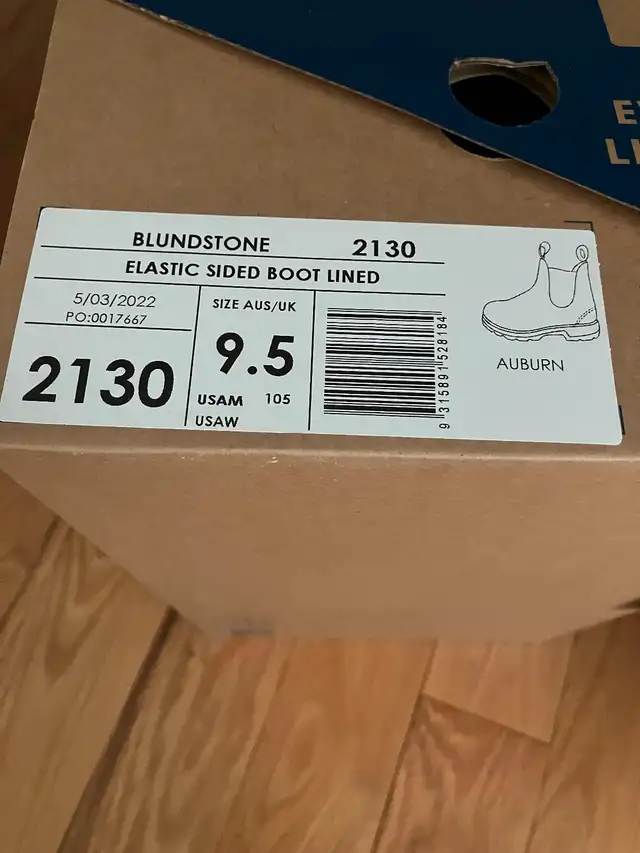 BLUNDSTONE 2130
ELASTIC SIDED BOOT LINED
5/03/2022
PO:0017667
2130
SIZE AUS/UK
9.5
USAM 105
USAW
9 315891 528184
AUBURN